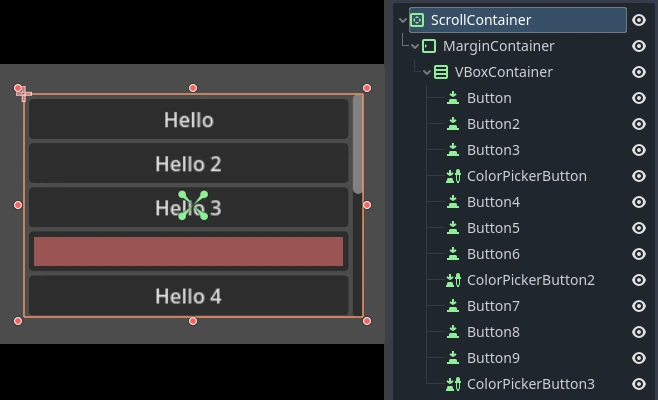 Hello
Hello 2
Hello 3
Hello 4
ScrollContainer
MarginContainer
VBoxContainer
Button
Button2
Button3
ColorPickerButton
Button4
Button5
Button6
ColorPickerButton2
Button7
Button8
Button9
ColorPickerButton3